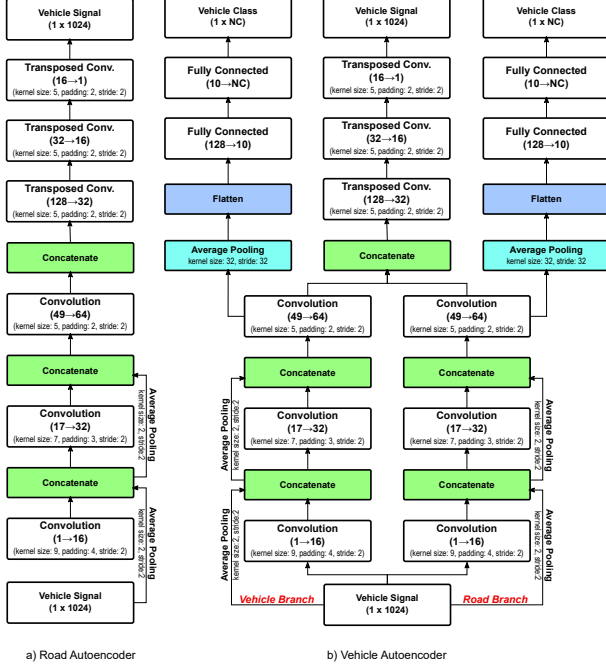 Vehicle Signal
(1 x 1024)
Transposed Conv.
(16→1)
(kernel size: 5, padding: 2, stride: 2)
Transposed Conv.
(32→16)
(kernel size: 5, padding: 2, stride: 2)
Transposed Conv.
(128→32)
(kernel size: 5, padding: 2, stride: 2)
Concatenate
Convolution
(49→64)
(kernel size: 5, padding: 2, stride: 2)
Concatenate
Average Pooling
kernel size: 2, stride:2
Convolution
(17→32)
(kernel size: 7, padding: 3, stride: 2)
Concatenate
Average Pooling
kernel size: 2, stride:2
Convolution
(1→16)
(kernel size: 9, padding: 4, stride: 2)
Vehicle Signal
(1 x 1024)
a) Road Autoencoder
Vehicle Class
(1 x NC)
Fully Connected
(10→NC)
Fully Connected
(128→10)
Flatten
Average Pooling
kernel size: 32, stride: 32
Vehicle Signal
(1 x 1024)
Transposed Conv.
(16→1)
(kernel size: 5, padding: 2, stride: 2)
Transposed Conv.
(32→16)
(kernel size: 5, padding: 2, stride: 2)
Transposed Conv.
(128→32)
(kernel size: 5, padding: 2, stride: 2)
Concatenate
Vehicle Class
(1 x NC)
Fully Connected
(10→NC)
Fully Connected
(128→10)
Flatten
Average Pooling
kernel size: 32, stride: 32
Convolution
(49→64)
(kernel size: 5, padding: 2, stride: 2)
Concatenate
Average Pooling
kernel size: 2, stride:2
Convolution
(17→32)
(kernel size: 7, padding: 3, stride: 2)
Concatenate
Average Pooling
kernel size: 2, stride:2
Convolution
(1→16)
(kernel size: 9, padding: 4, stride: 2)
Convolution
(49→64)
(kernel size: 5, padding: 2, stride: 2)
Concatenate
Average Pooling
kernel size: 2, stride:2
Convolution
(17→32)
(kernel size: 7, padding: 3, stride: 2)
Concatenate
Average Pooling
kernel size: 2, stride:2
Convolution
(1→16)
(kernel size: 9, padding: 4, stride: 2)
Vehicle Branch
Vehicle Signal
(1 x 1024)
Road Branch
b) Vehicle Autoencoder